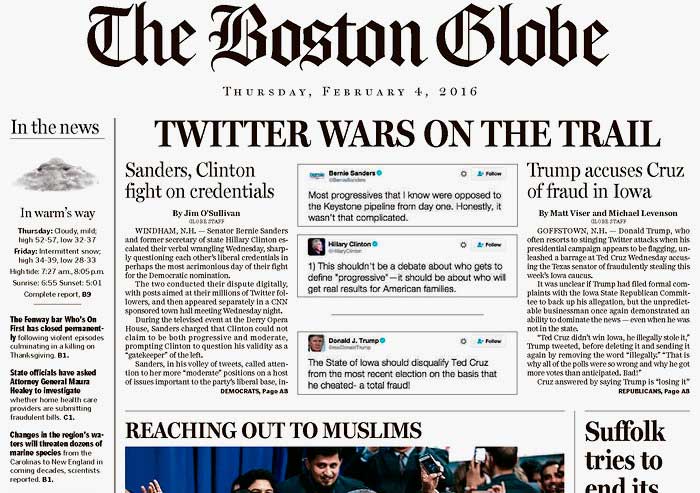 The Boston Globe
THURSDAY, FEBRUARY 4, 2016
In the news
In warm's way
Thursday: Cloudy, mild;
high 52-57, low 32-37
Friday: Intermittent snow;
high 34-39, low 28-33
High tide: 7:27 am., 8:05 p.m.
Sunrise: 6:55 Sunset: 5:01
Complete report, B9
The Fenway bar Who's On
First has closed permanent-
ly following violent episodes
culminating in a killing on
Thanksgiving. B1.
State officials have asked
Attorney General Maura
Healey to investigate
whether home health care
providers are submitting
fraudulent bills. C1.
Changes in the region's wa-
ters will threaten dozens of
marine species from the
Carolinas to New England in
coming decades, scientists
reported. B1.
TWITTER WARS ON THE TRAIL
Sanders, Clinton
fight on credentials
By Jim O'Sullivan
GLOBE STAFF
WINDHAM, N.H. — Senator Bernie Sanders
and former secretary of state Hillary Clinton es-
calated their verbal wrangling Wednesday, sharp-
ly questioning each other's liberal credentials in
perhaps the most acrimonious day of their fight
for the Democratic nomination.
The two conducted their dispute digitally,
with posts aimed at their millions of Twitter fol-
lowers, and then appeared separately in a CNN
sponsored town hall meeting Wednesday night.
During the televised event at the Derry Opera
House, Sanders charged that Clinton could not
claim to be both progressive and moderate,
prompting Clinton to question his validity as a
"gatekeeper" of the left.
Sanders, in his volley of tweets, called atten-
tion to her more "moderate" positions on a host
of issues important to the party's liberal base, in-
DEMOCRATS, Page A8
Bernie Sanders
@BernieSanders
Follow
Most progressives that I know were opposed to
the Keystone pipeline from day one. Honestly, it
wasn't that complicated.
Hillary Clinton
@HillaryClinton
Follow
1) This shouldn't be a debate about who gets to
define "progressive"—it should be about who will
get real results for American families.
Donald J. Trump
@realDonaldTrump
Follow
The State of Iowa should disqualify Ted Cruz
from the most recent election on the basis that
he cheated- a total fraud!
Trump accuses Cruz
of fraud in Iowa
By Matt Viser and Michael Levenson
GLOBE STAFF
GOFFSTOWN, N.H. — Donald Trump, who
often resorts to stinging Twitter attacks when his
presidential campaign appears to be flagging, un-
leashed a barrage at Ted Cruz Wednesday accus-
ing the Texas senator of fraudulently stealing this
week's Iowa caucus.
It was unclear if Trump had filed formal com-
plaints with the Iowa State Republican Commit-
tee to back up his allegation, but the unpredict-
able businessman once again demonstrated an
ability to dominate the news — even when he was
not in the state.
"Ted Cruz didn't win Iowa, he illegally stole it,"
Trump tweeted, before deleting it and sending it
again by removing the word "illegally." "That is
why all of the polls were so wrong and why he got
more votes than anticipated. Bad!"
Cruz answered by saying Trump is "losing it"
REPUBLICANS, Page A8
REACHING OUT TO MUSLIMS
Suffolk
tries to
end its